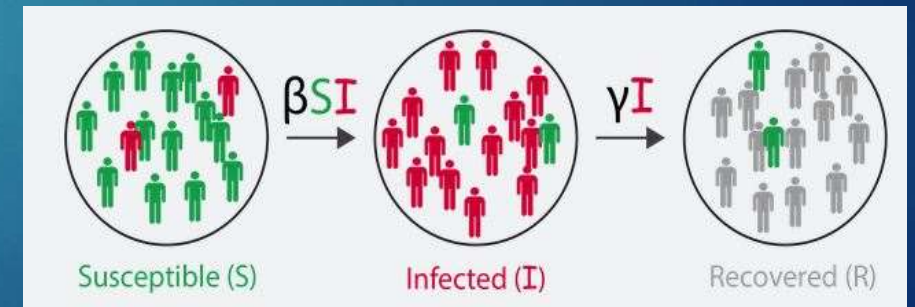 βSI
γI
Susceptible (S)
Infected (I)
Recovered (R)